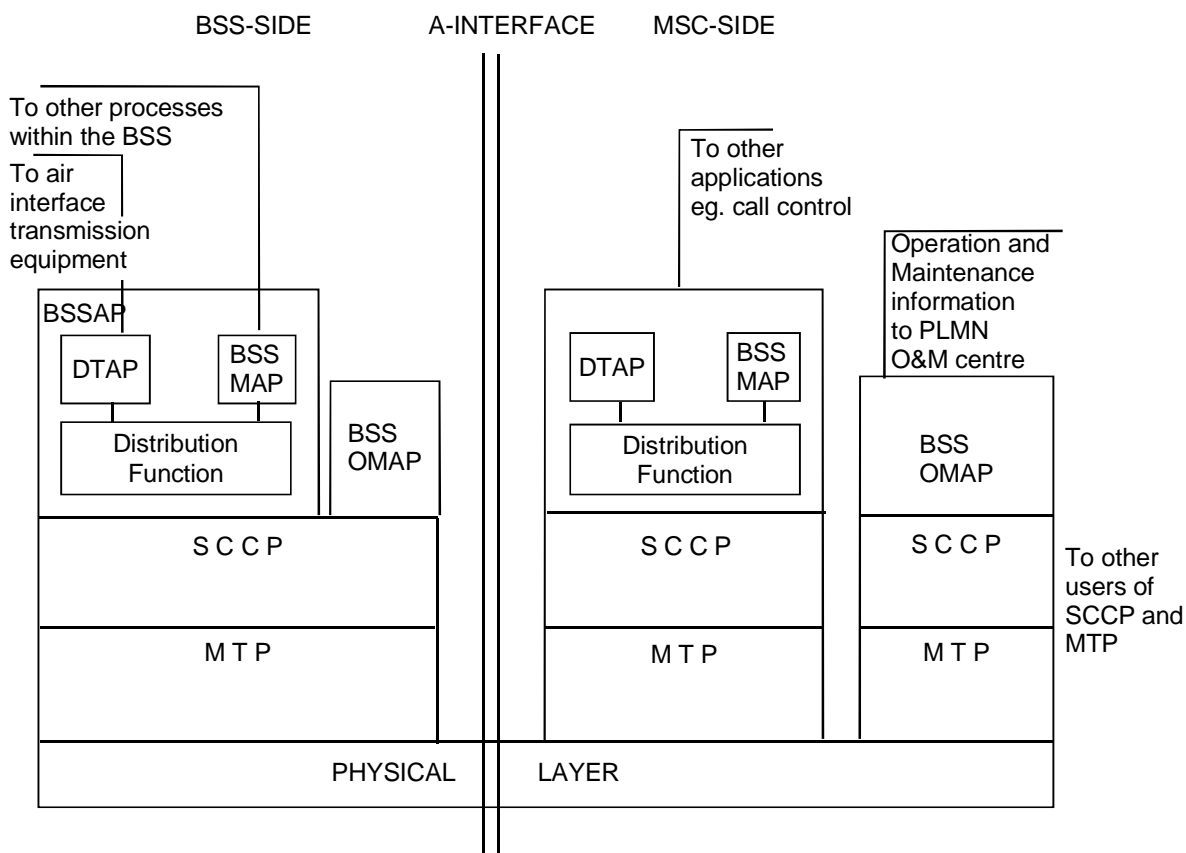 BSS-SIDE
A-INTERFACE
MSC-SIDE
To other processes
within the BSS
To air
interface
transmission
equipment
To other
applications
eg. call control
Operation and
Maintenance
information
to PLMN
O&M centre
BSSAP
DTAP
BSS
MAP
Distribution
Function
BSS
OMAP
DTAP
BSS
MAP
Distribution
Function
BSS
OMAP
S C C P
S C C P
S C C P
To other
users of
SCCP and
MTP
M T P
M T P
M T P
PHYSICAL
LAYER